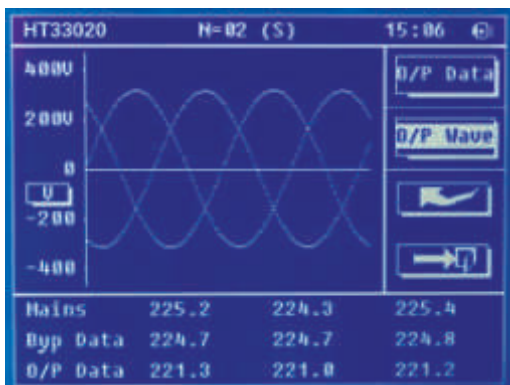 HT33020 N=02 (S) 15:06
400V
200V
0
V
-200
-400
O/P Data
O/P Wave
Mains 225.2 224.3 225.4
Byp Data 224.7 224.7 224.8
O/P Data 221.3 221.0 221.2